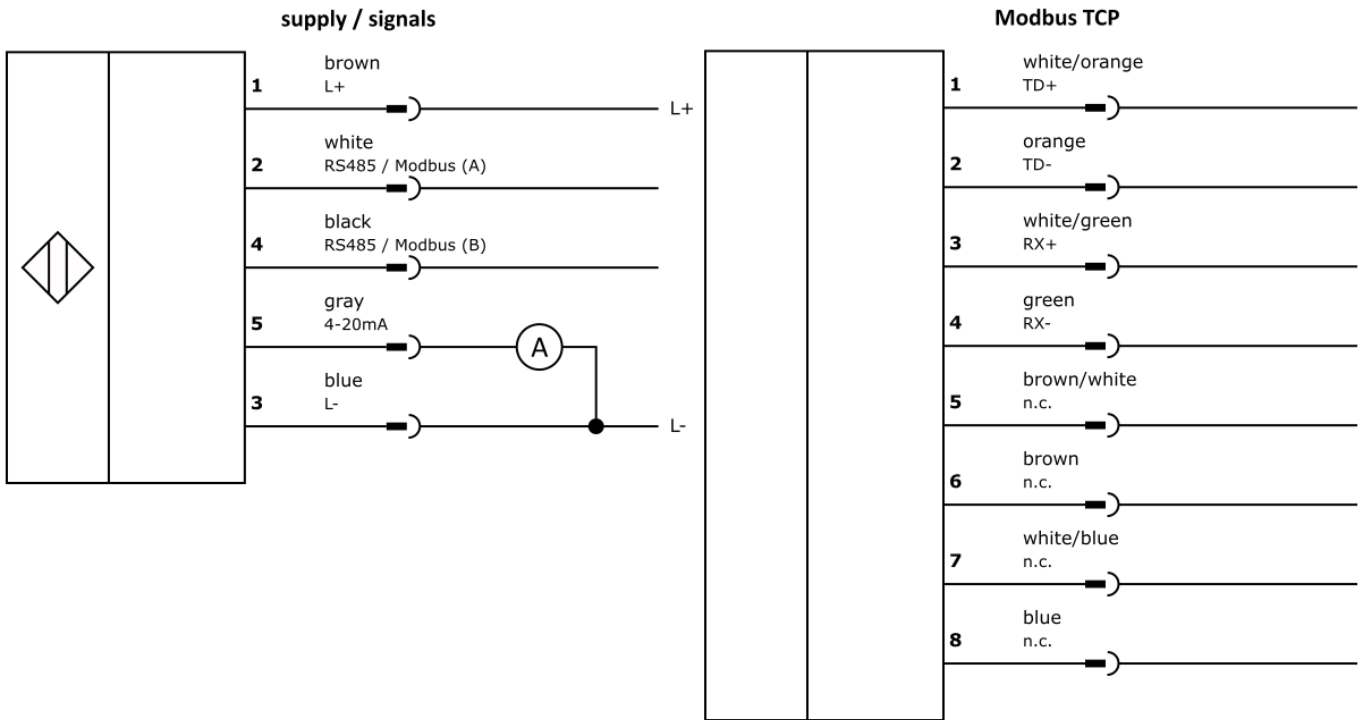 supply / signals
brown
1
L+
L+
white
2
RS485 / Modbus (A)
black
4
RS485 / Modbus (B)
gray
5
4-20mA
A
blue
3
L-
L-
Modbus TCP
white/orange
1
TD+
orange
2
TD-
white/green
3
RX+
green
4
RX-
brown/white
5
n.c.
brown
6
n.c.
white/blue
7
n.c.
blue
8
n.c.